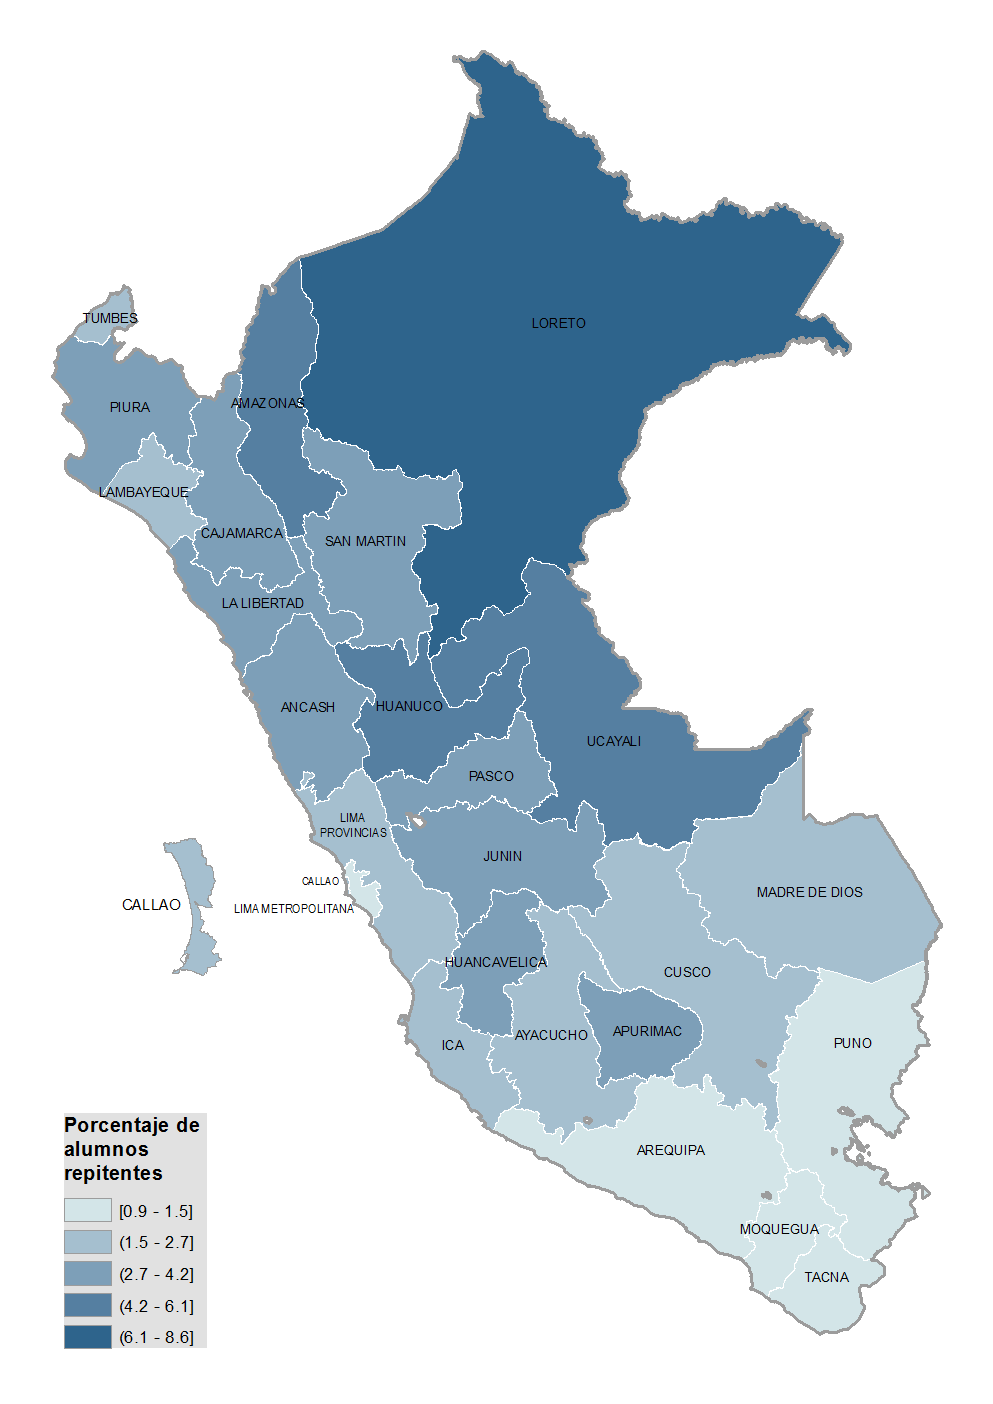 LORETO
TUMBES
AMAZONAS
PIURA
LAMBAYEQUE
CAJAMARCA
SAN MARTIN
LA LIBERTAD
ANCASH
HUANUCO
UCAYALI
PASCO
LIMA
PROVINCIAS
JUNIN
CALLAO
MADRE DE DIOS
CALLAO
LIMA METROPOLITANA
HUANCAVELICA
CUSCO
AYACUCHO
APURIMAC
ICA
PUNO
AREQUIPA
MOQUEGUA
TACNA
Porcentaje de
alumnos
repitentes
[0.9 - 1.5]
(1.5 - 2.7]
(2.7 - 4.2]
(4.2 - 6.1]
(6.1 - 8.6]